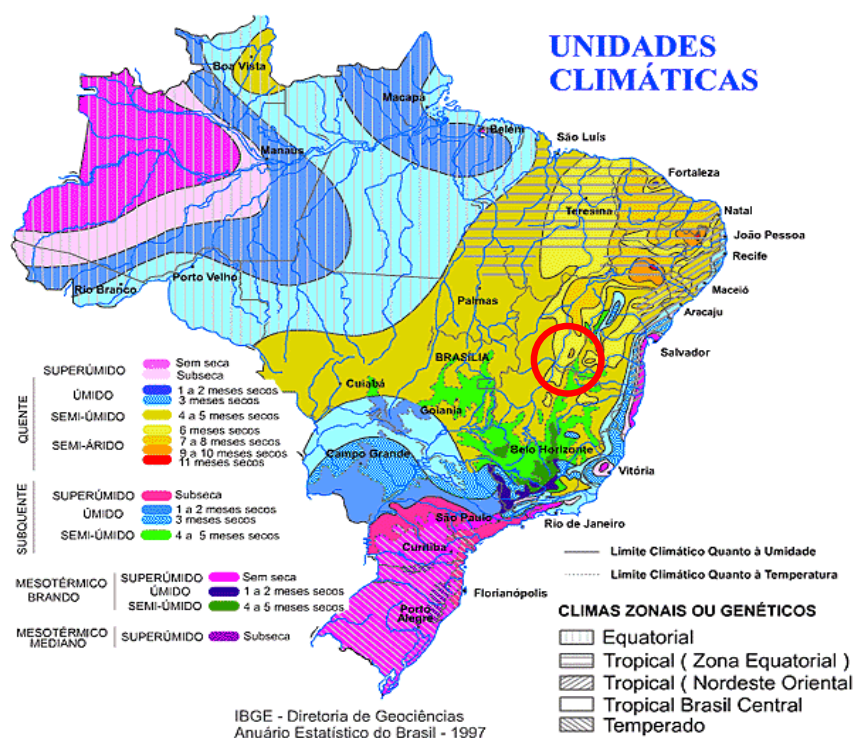 UNIDADES
CLIMÁTICAS
Boa Vista
Macapá
Belém
São Luís
Manaus
Fortaleza
Teresina
Natal
João Pessoa
Recife
Porto Velho
Rio Branco
Maceió
Palmas
Aracaju
BRASÍLIA
Salvador
Cuiabá
Goiania
Belo Horizonte
Campo Grande
Vitória
São Paulo
Rio de Janeiro
Curitiba
Florianópolis
Porto
Alegre
QUENTE
SUPERÚMIDO Sem seca
Subseca
ÚMIDO 1 a 2 meses secos
3 meses secos
SEMI-ÚMIDO 4 a 5 meses secos
6 meses secos
SEMI-ÁRIDO 7 a 8 meses secos
9 a 10 meses secos
11 meses secos
SUBQUENTE
SUPERÚMIDO Subseca
ÚMIDO 1 a 2 meses secos
3 meses secos
SEMI-ÚMIDO 4 a 5 meses secos
MESOTÉRMICO
BRANDO
SUPERÚMIDO Sem seca
ÚMIDO 1 a 2 meses secos
SEMI-ÚMIDO 4 a 5 meses secos
MESOTÉRMICO
MEDIANO
SUPERÚMIDO Subseca
Limite Climático Quanto à Umidade
Limite Climático Quanto à Temperatura
CLIMAS ZONAIS OU GENÉTICOS
Equatorial
Tropical ( Zona Equatorial )
Tropical ( Nordeste Oriental
Tropical Brasil Central
Temperado
IBGE - Diretoria de Geociências
Anuário Estatístico do Brasil - 1997